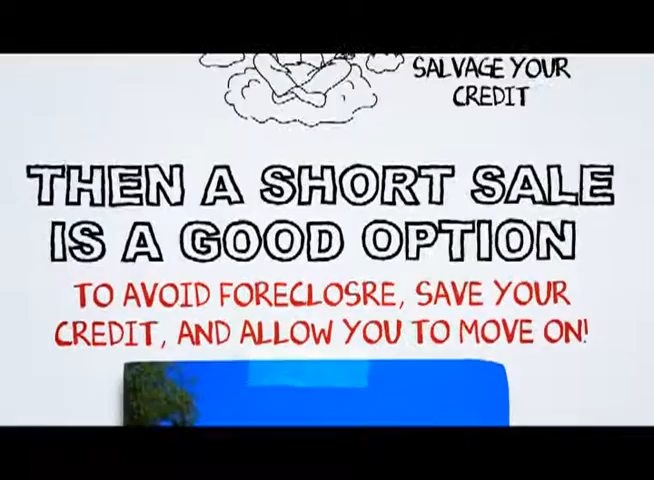 SALVAGE YOUR
CREDIT
THEN A SHORT SALE
IS A GOOD OPTION
TO AVOID FORECLOSRE, SAVE YOUR
CREDIT, AND ALLOW YOU TO MOVE ON!